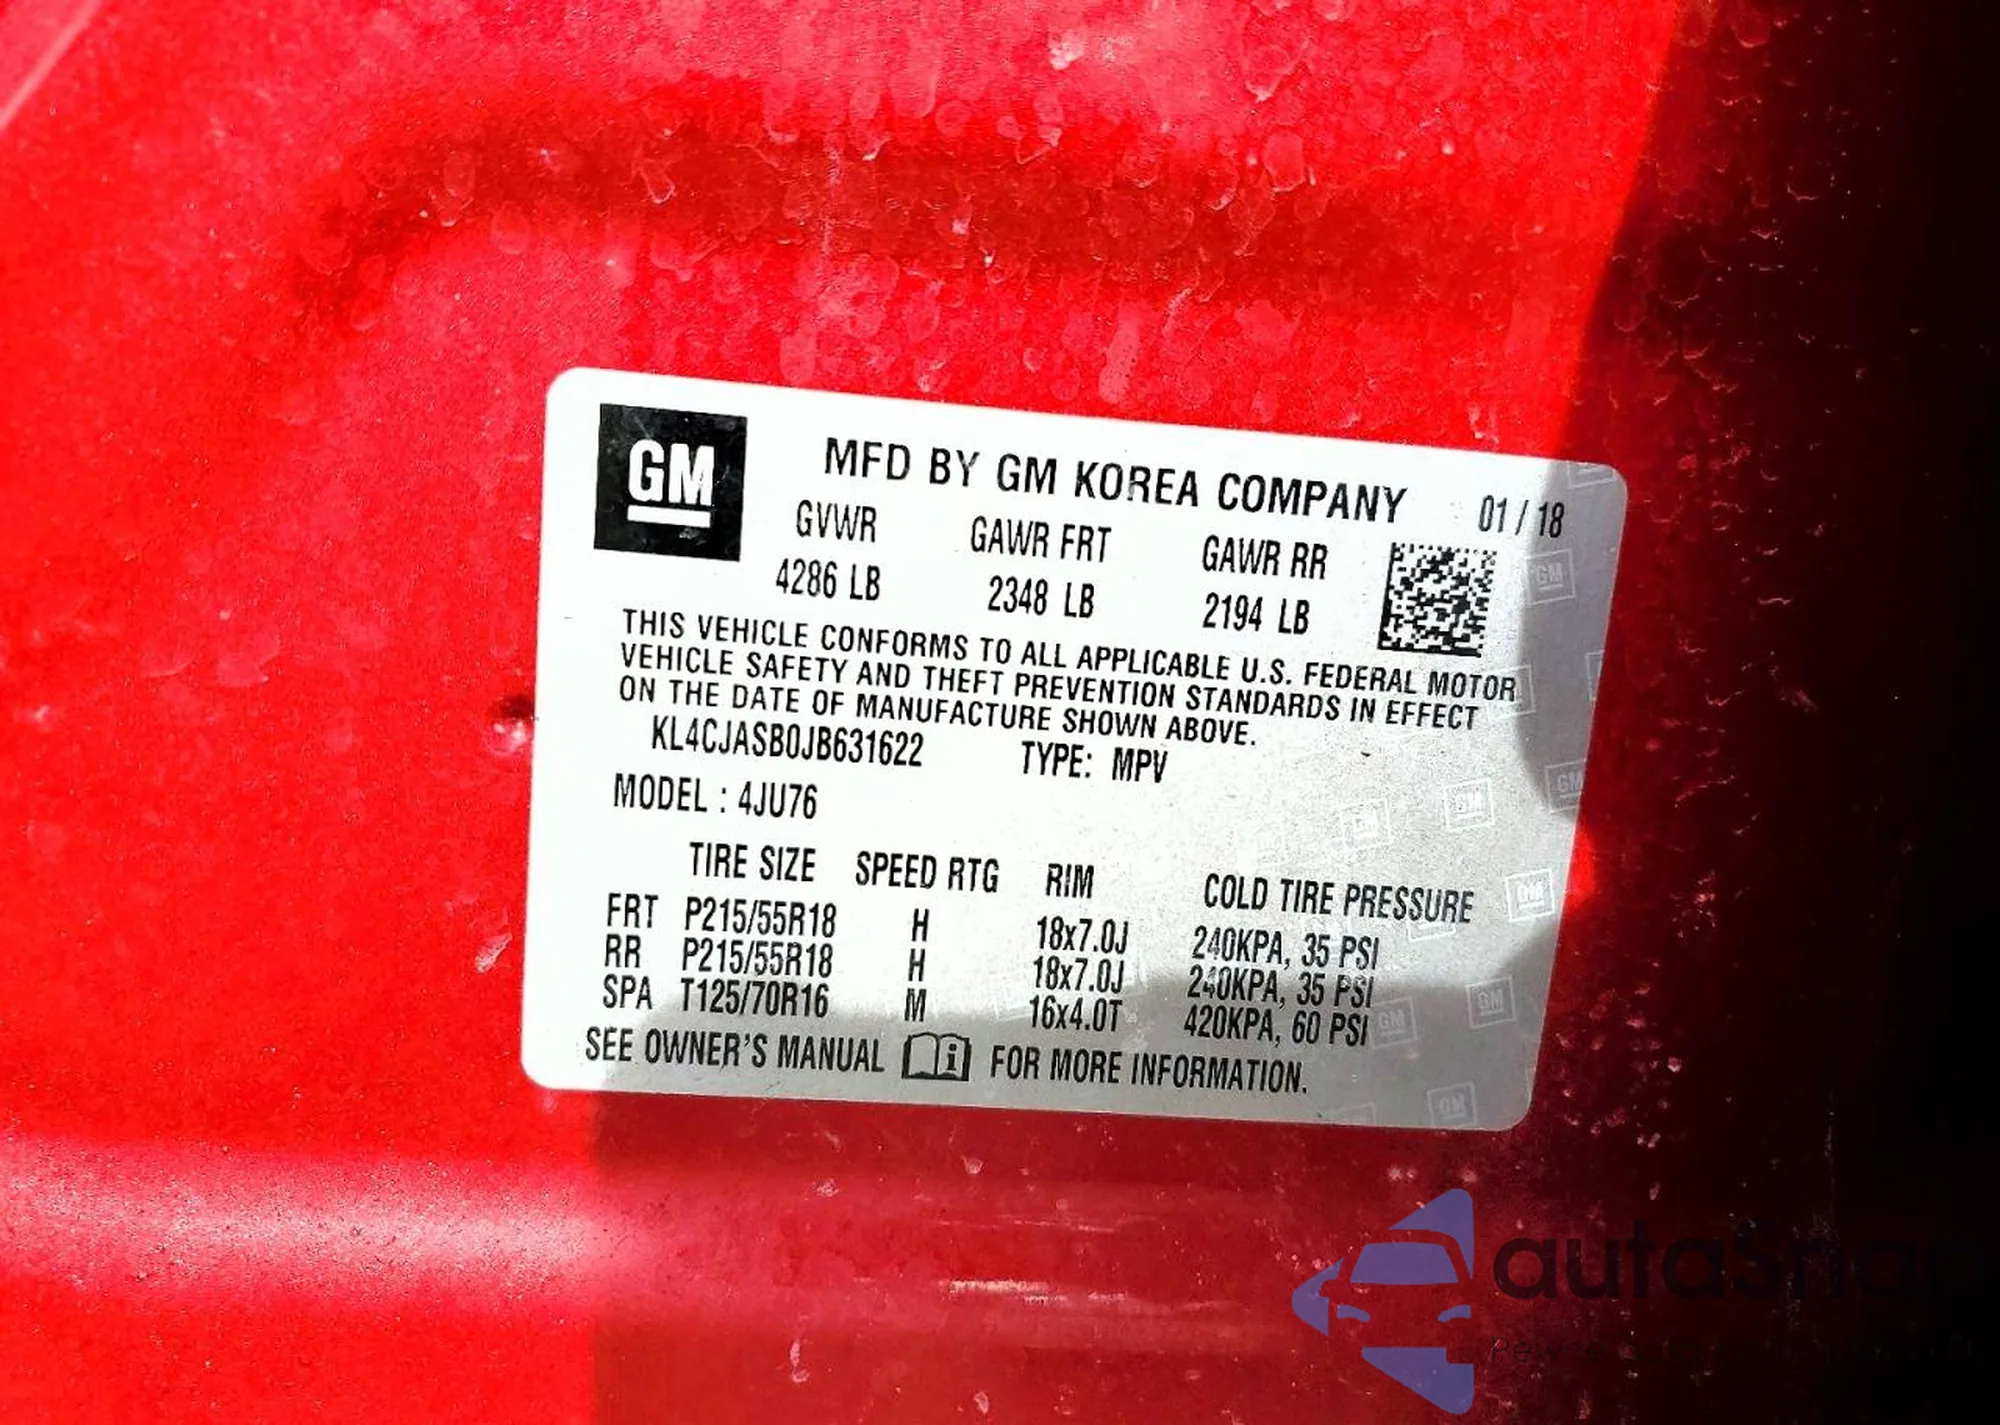 GM
MFD BY GM KOREA COMPANY 01 / 18
GVWR GAWR FRT GAWR RR
4286 LB 2348 LB 2194 LB
THIS VEHICLE CONFORMS TO ALL APPLICABLE U.S. FEDERAL MOTOR
VEHICLE SAFETY AND THEFT PREVENTION STANDARDS IN EFFECT
ON THE DATE OF MANUFACTURE SHOWN ABOVE.
KL4CJASB0JB631622 TYPE: MPV
MODEL : 4JU76
TIRE SIZE SPEED RTG RIM COLD TIRE PRESSURE
FRT P215/55R18 H 18x7.0J 240KPA, 35 PSI
RR P215/55R18 H 18x7.0J 240KPA, 35 PSI
SPA T125/70R16 M 16x4.0T 420KPA, 60 PSI
SEE OWNER'S MANUAL i FOR MORE INFORMATION.
autoSnap